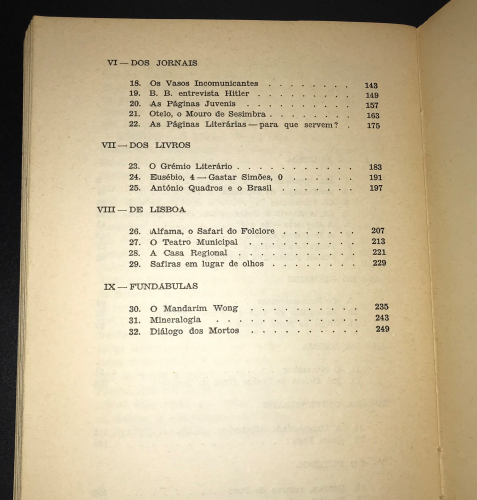 VI — DOS JORNAIS
18. Os Vasos Incomunicantes . . . . . . . . 143
19. B. B. entrevista Hitler . . . . . . . . 149
20. As Páginas Juvenis . . . . . . . . . 157
21. Otelo, o Mouro de Sesimbra . . . . . . . 163
22. As Páginas Literárias — para que servem? . 175
VII — DOS LIVROS
23. O Grémio Literário . . . . . . . . . . 183
24. Eusébio, 4 — Gastar Simões, 0 . . . . . . 191
25. António Quadros e o Brasil . . . . . . . 197
VIII — DE LISBOA
26. Alfama, o Safari do Folclore . . . . . . 207
27. O Teatro Municipal . . . . . . . . . 213
28. A Casa Regional . . . . . . . . . . 221
29. Safiras em lugar de olhos . . . . . . . 229
IX — FUNDABULAS
30. O Mandarim Wong . . . . . . . . . 235
31. Mineralogia . . . . . . . . . . . 243
32. Diálogo dos Mortos . . . . . . . . . 249